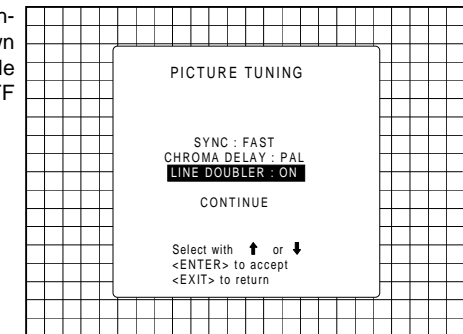 PICTURE TUNING
SYNC : FAST
CHROMA DELAY : PAL
LINE DOUBLER : ON
CONTINUE
Select with ⬆ or ⬇
<ENTER> to accept
<EXIT> to return